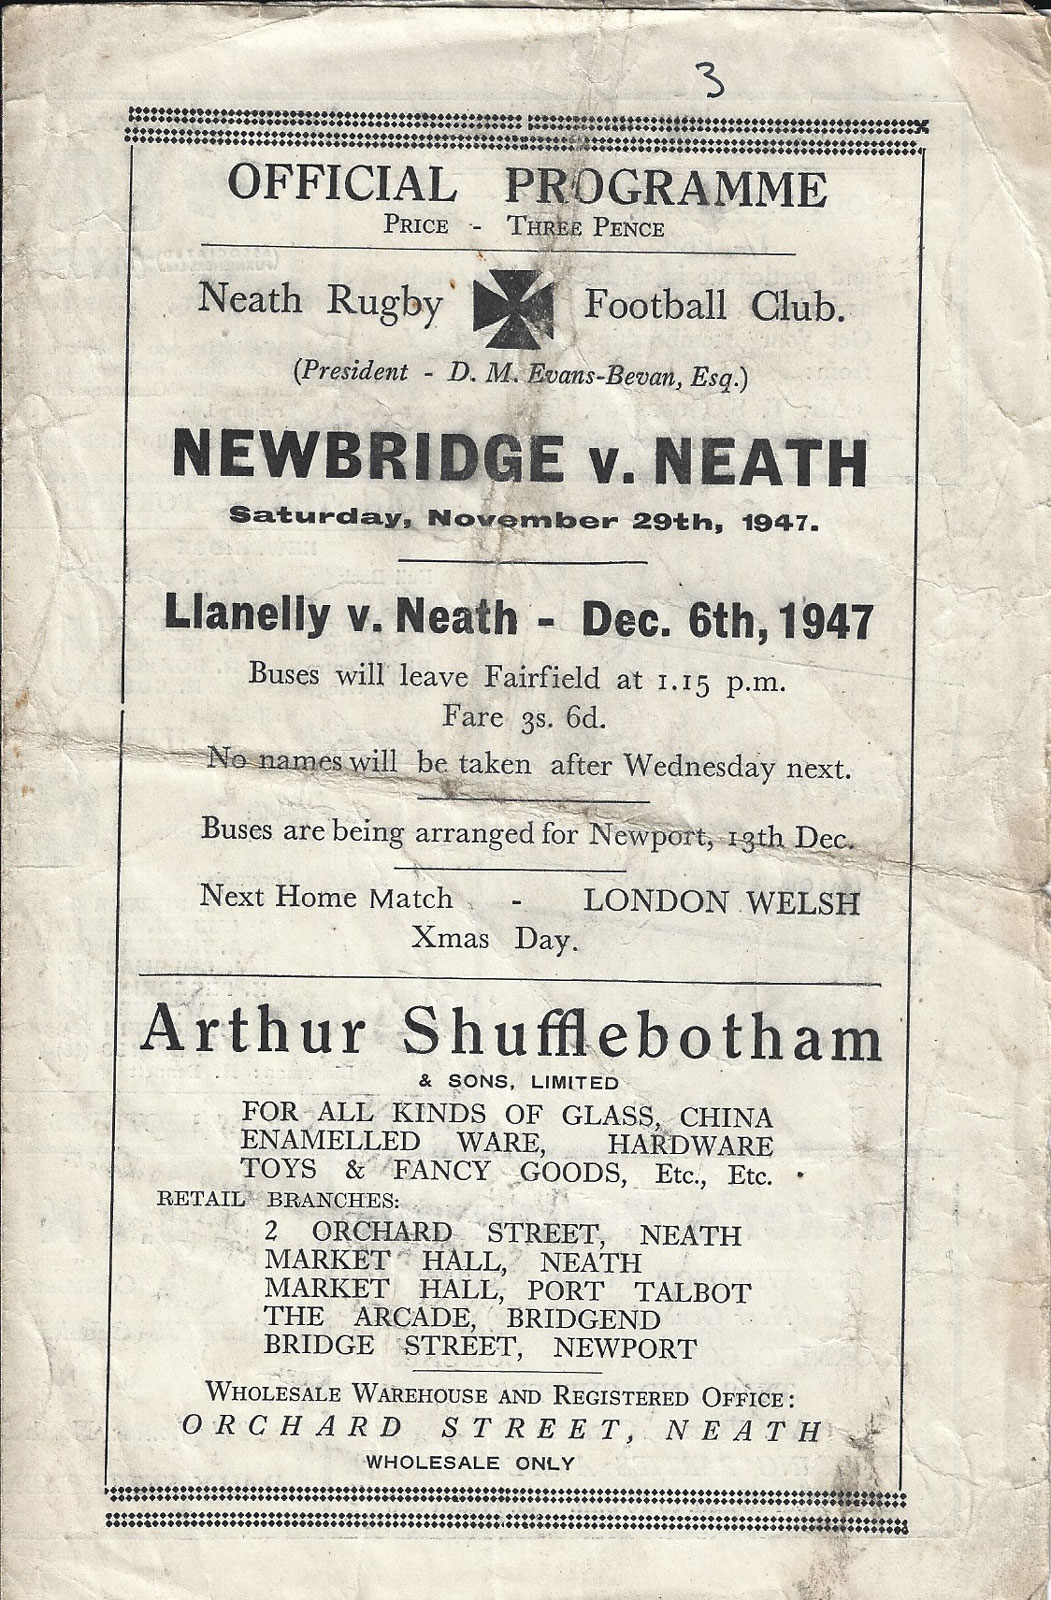 3
OFFICIAL PROGRAMME
PRICE - THREE PENCE
Neath Rugby Football Club.
(President - D. M. Evans-Bevan, Esq.)
NEWBRIDGE v. NEATH
Saturday, November 29th, 1947.
Llanelly v. Neath - Dec. 6th, 1947
Buses will leave Fairfield at 1.15 p.m.
Fare 3s. 6d.
No names will be taken after Wednesday next.
Buses are being arranged for Newport, 13th Dec.
Next Home Match - LONDON WELSH
Xmas Day.
Arthur Shufflebotham
& SONS, LIMITED
FOR ALL KINDS OF GLASS, CHINA
ENAMELLED WARE, HARDWARE
TOYS & FANCY GOODS, Etc., Etc.
RETAIL BRANCHES:
2 ORCHARD STREET, NEATH
MARKET HALL, NEATH
MARKET HALL, PORT TALBOT
THE ARCADE, BRIDGEND
BRIDGE STREET, NEWPORT
WHOLESALE WAREHOUSE AND REGISTERED OFFICE:
ORCHARD STREET, NEATH
WHOLESALE ONLY